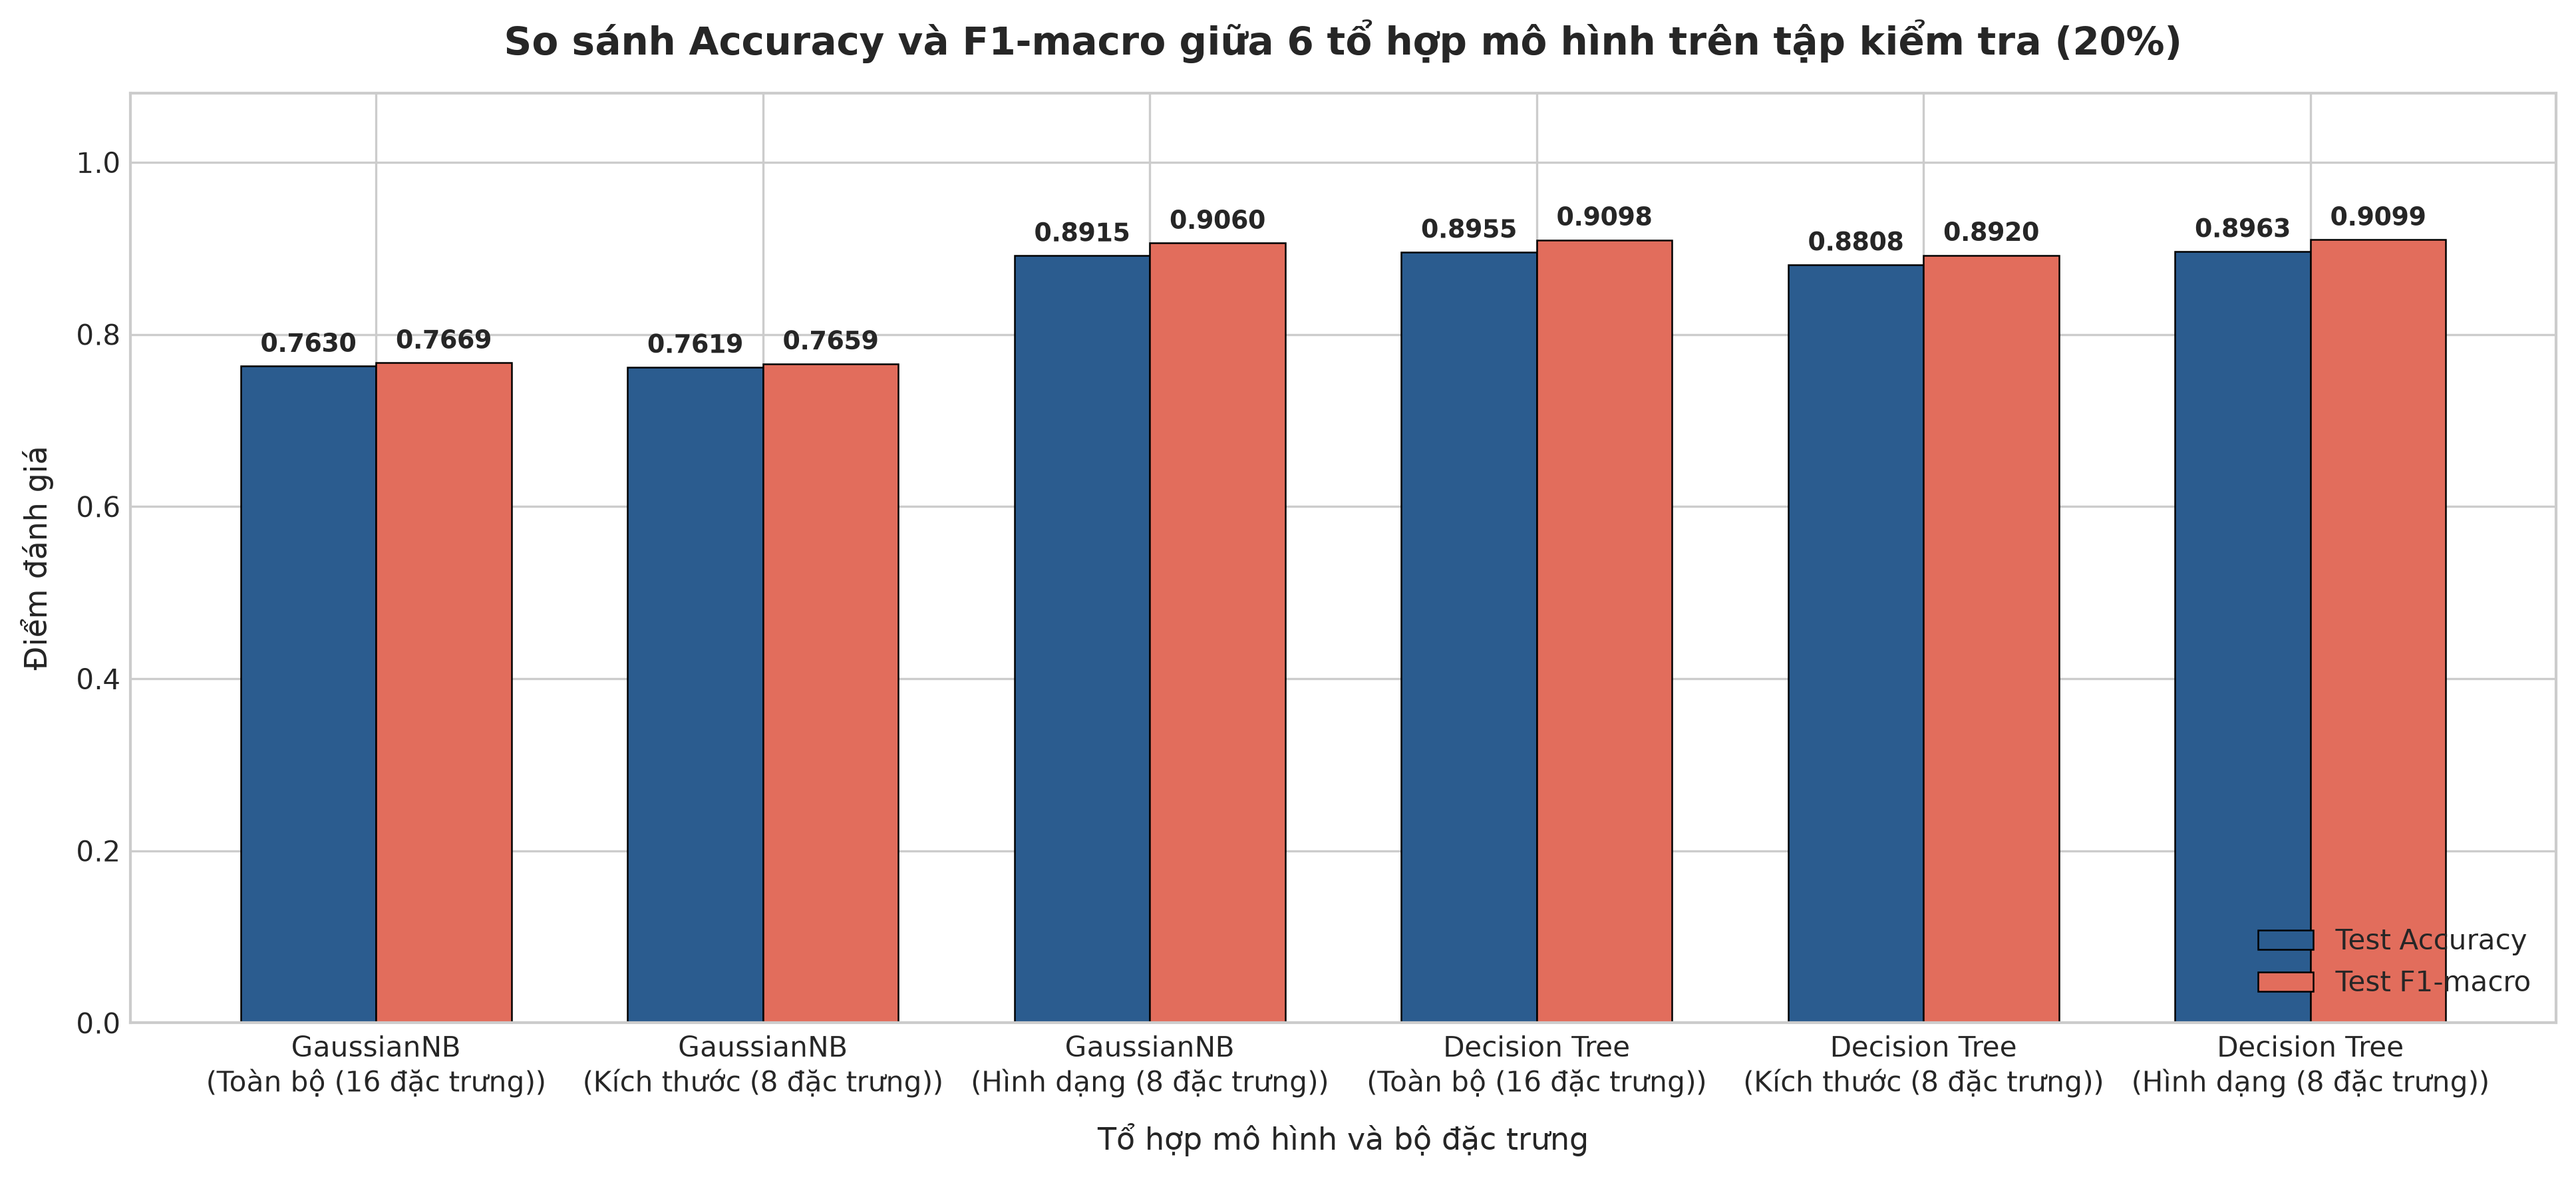 So sánh Accuracy và F1-macro giữa 6 tổ hợp mô hình trên tập kiểm tra (20%)
Điểm đánh giá
1.0
0.8
0.6
0.4
0.2
0.0
0.7630
0.7669
0.7619
0.7659
0.8915
0.9060
0.8955
0.9098
0.8808
0.8920
0.8963
0.9099
Test Accuracy
Test F1-macro
GaussianNB
(Toàn bộ (16 đặc trưng))
GaussianNB
(Kích thước (8 đặc trưng))
GaussianNB
(Hình dạng (8 đặc trưng))
Decision Tree
(Toàn bộ (16 đặc trưng))
Decision Tree
(Kích thước (8 đặc trưng))
Decision Tree
(Hình dạng (8 đặc trưng))
Tổ hợp mô hình và bộ đặc trưng